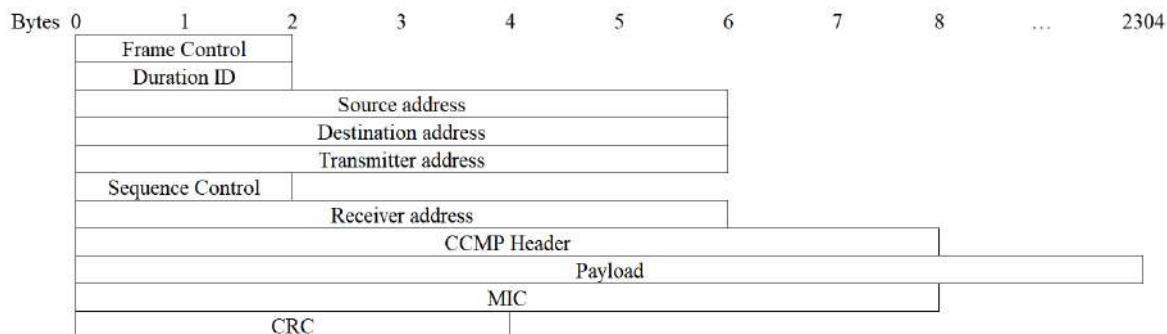 Bytes 0 1 2 3 4 5 6 7 8 ... 2304
Frame Control
Duration ID
Source address
Destination address
Transmitter address
Sequence Control
Receiver address
CCMP Header
Payload
MIC
CRC